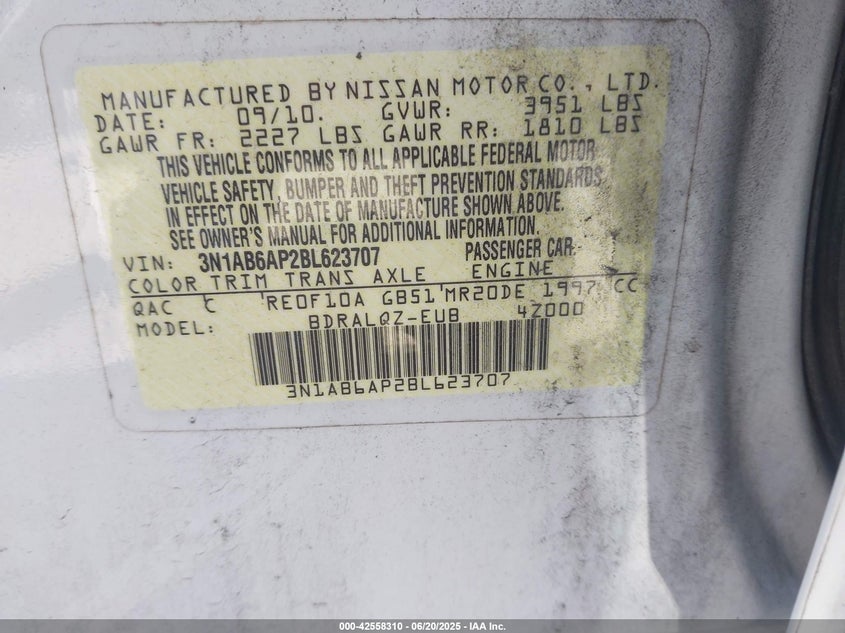 MANUFACTURED BY NISSAN MOTOR CO., LTD.
DATE: 09/10. GVWR: 3951 LBS
GAWR FR: 2227 LBS GAWR RR: 1810 LBS
THIS VEHICLE CONFORMS TO ALL APPLICABLE FEDERAL MOTOR
VEHICLE SAFETY, BUMPER AND THEFT PREVENTION STANDARDS
IN EFFECT ON THE DATE OF MANUFACTURE SHOWN ABOVE.
SEE OWNER'S MANUAL FOR ADDITIONAL INFORMATION.
VIN: 3N1AB6AP2BL623707 PASSENGER CAR
COLOR TRIM TRANS AXLE ENGINE
QAC C RE0F10A GB51 MR20DE 1997 CC
MODEL: BDRALQZ-EUB 4Z000
3N1AB6AP2BL623707
000-42558310 - 06/20/2025 - IAA Inc.